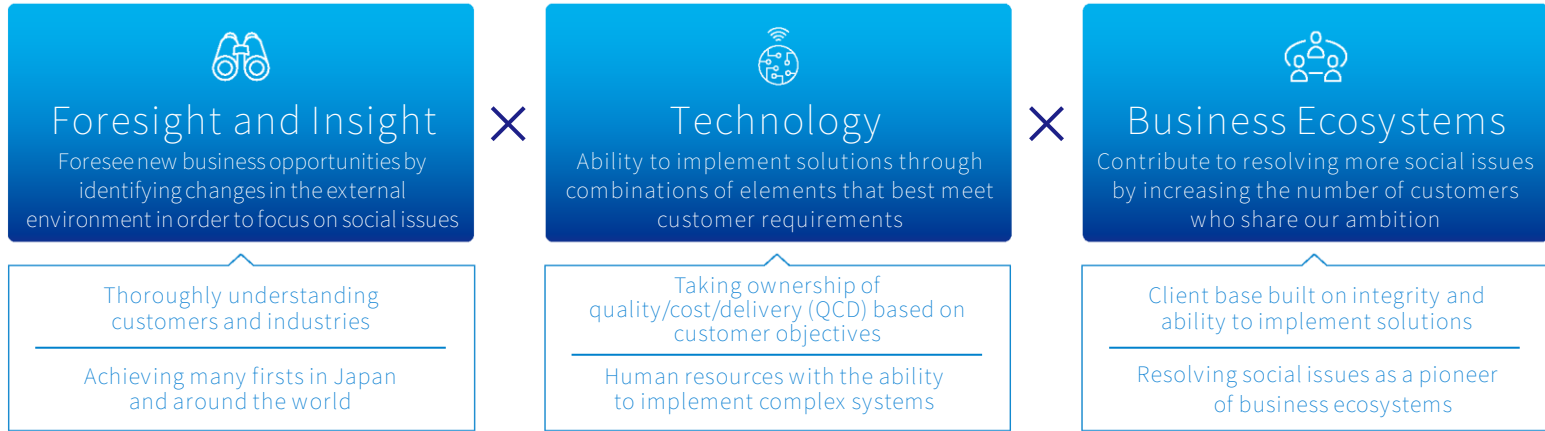 Foresight and Insight
Foresee new business opportunities by
identifying changes in the external
environment in order to focus on social issues
Thoroughly understanding
customers and industries
Achieving many firsts in Japan
and around the world
×
Technology
Ability to implement solutions through
combinations of elements that best meet
customer requirements
Taking ownership of
quality/cost/delivery (QCD) based on
customer objectives
Human resources with the ability
to implement complex systems
×
Business Ecosystems
Contribute to resolving more social issues
by increasing the number of customers
who share our ambition
Client base built on integrity and
ability to implement solutions
Resolving social issues as a pioneer
of business ecosystems